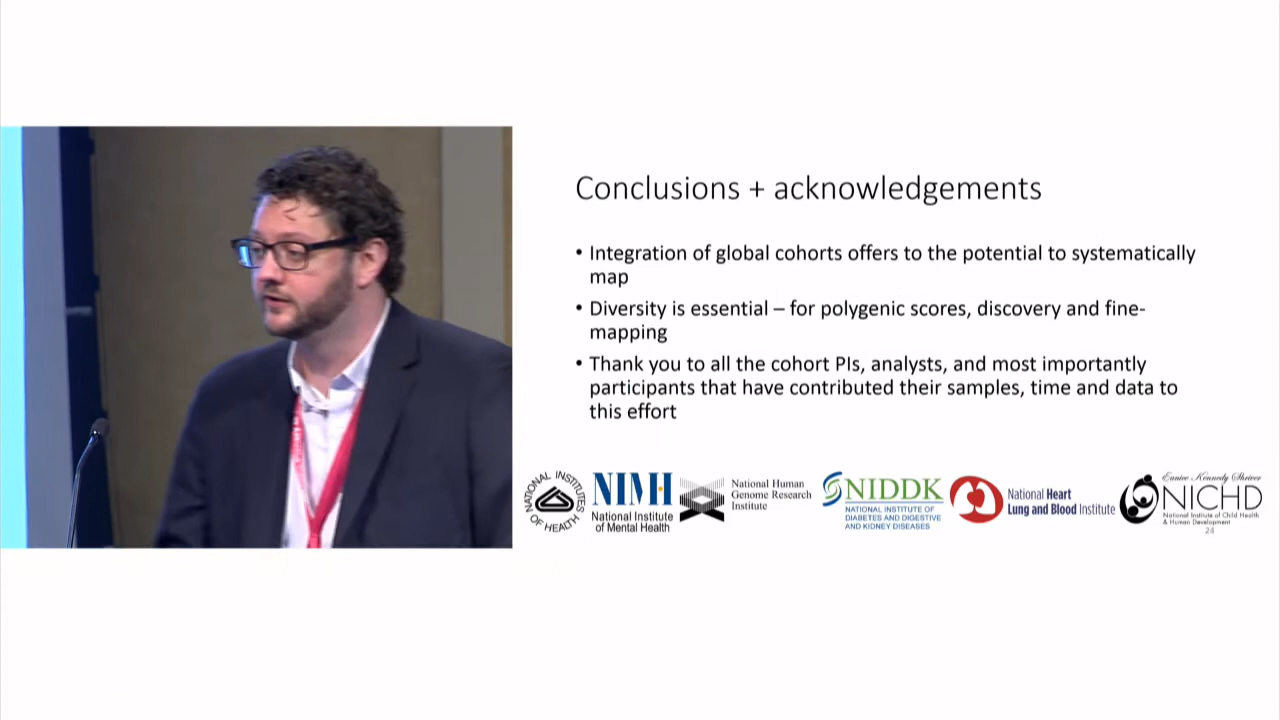 Conclusions + acknowledgements
• Integration of global cohorts offers to the potential to systematically
map
• Diversity is essential – for polygenic scores, discovery and fine-
mapping
• Thank you to all the cohort PIs, analysts, and most importantly
participants that have contributed their samples, time and data to
this effort
NATIONAL INSTITUTES
OF HEALTH
NIMH
National Institute
of Mental Health
National Human
Genome Research
Institute
NIDDK
NATIONAL INSTITUTE OF
DIABETES AND DIGESTIVE
AND KIDNEY DISEASES
National Heart
Lung and Blood Institute
Eunice Kennedy Shriver
NICHD
National Institute of Child Health
& Human Development
24